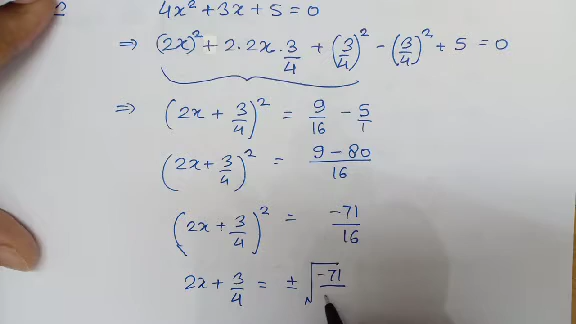 2 4x² + 3x + 5 = 0
⇒ (2x)² + 2·2x·3/4 + (3/4)² - (3/4)² + 5 = 0
⇒ (2x + 3/4)² = 9/16 - 5/1
(2x + 3/4)² = (9 - 80)/16
(2x + 3/4)² = -71/16
2x + 3/4 = ± √-71